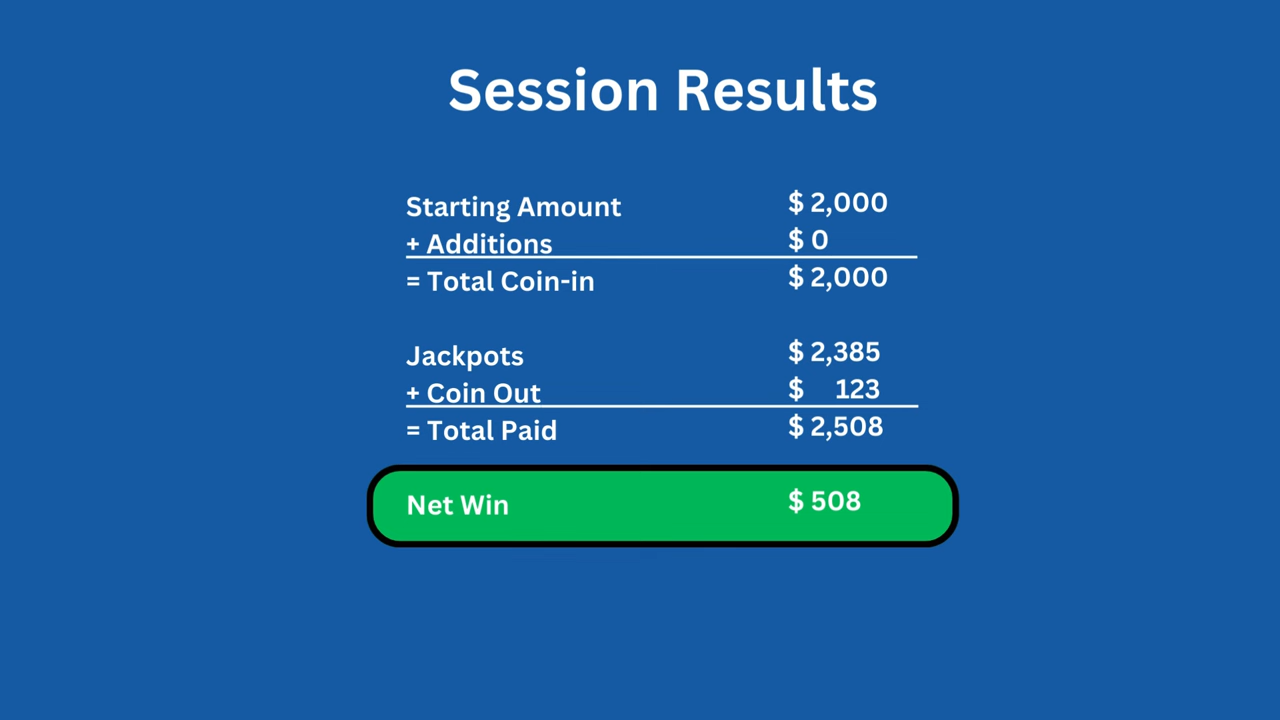 Session Results
Starting Amount $ 2,000
+ Additions $ 0
= Total Coin-in $ 2,000
Jackpots $ 2,385
+ Coin Out $ 123
= Total Paid $ 2,508
Net Win $ 508